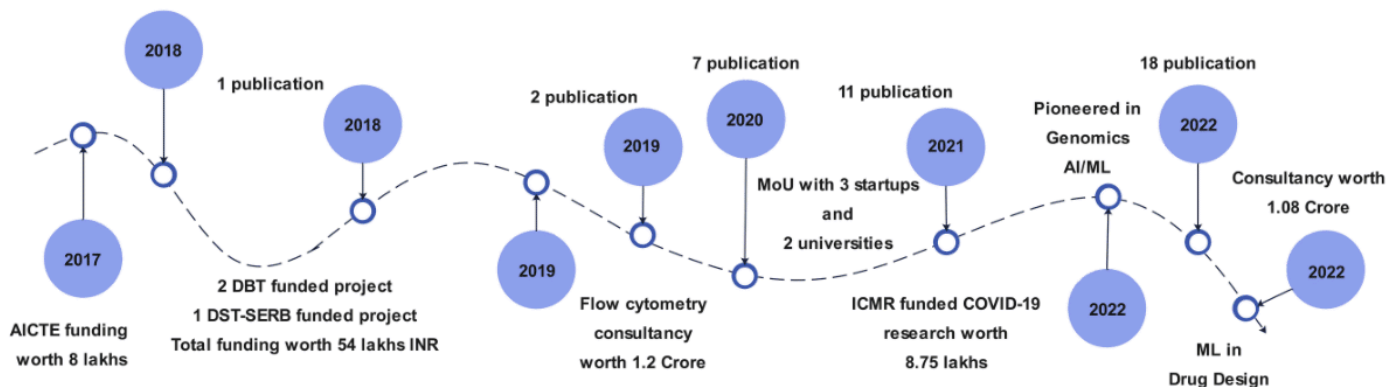 2018
1 publication
2018
2017
AICTE funding
worth 8 lakhs
2 DBT funded project
1 DST-SERB funded project
Total funding worth 54 lakhs INR
2 publication
2019
2019
Flow cytometry
consultancy
worth 1.2 Crore
7 publication
2020
MoU with 3 startups
and
2 universities
11 publication
2021
ICMR funded COVID-19
research worth
8.75 lakhs
Pioneered in
Genomics
AI/ML
2022
18 publication
2022
Consultancy worth
1.08 Crore
2022
ML in
Drug Design